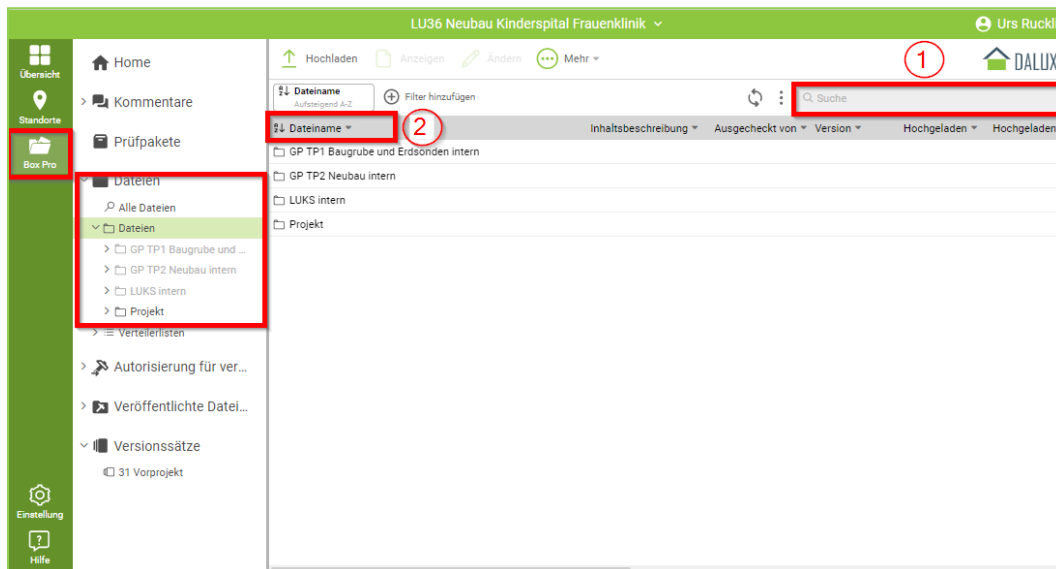 LU36 Neubau Kinderspital Frauenklinik
Urs Ruckli
Übersicht
Standorte
Box Pro
Einstellung
Hilfe
Home
Kommentare
Prüfpakete
Dateien
Alle Dateien
Dateien
GP TP1 Baugrube und ...
GP TP2 Neubau intern
LUKS intern
Projekt
Verteilerlisten
Autorisierung für ver...
Veröffentlichte Datei...
Versionssätze
31 Vorprojekt
Hochladen Anzeigen Ändern Mehr
1
DALUX
Dateiname
Aufsteigend A-Z
Filter hinzufügen
Suche
Dateiname 2 Inhaltsbeschreibung Ausgecheckt von Version Hochgeladen Hochgeladen
GP TP1 Baugrube und Erdsonden intern
GP TP2 Neubau intern
LUKS intern
Projekt